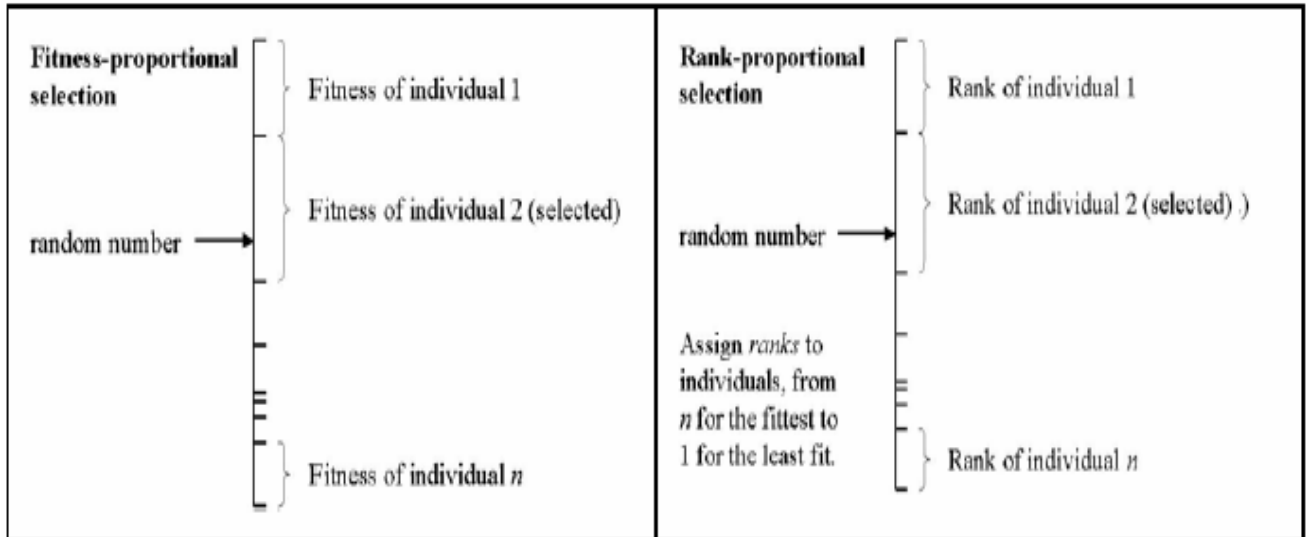 Fitness-proportional
selection
Fitness of individual 1
Fitness of individual 2 (selected)
random number
Fitness of individual n
Rank-proportional
selection
Rank of individual 1
Rank of individual 2 (selected) .)
random number
Assign ranks to
individuals, from
n for the fittest to
1 for the least fit.
Rank of individual n